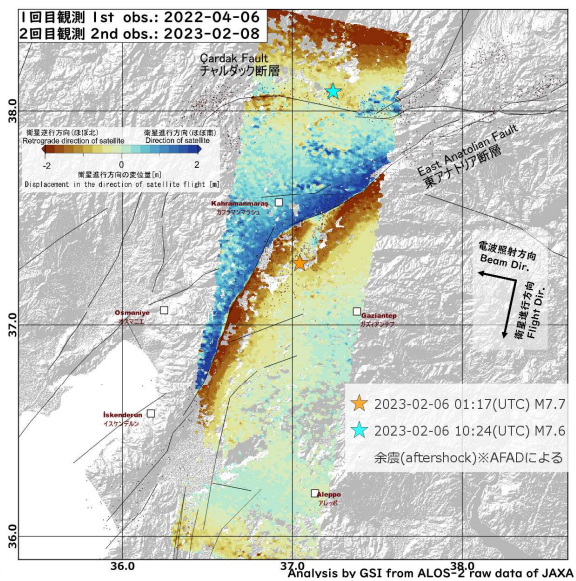 1回目観測 1st obs.: 2022-04-06
2回目観測 2nd obs.: 2023-02-08
Çardak Fault
チャルダック断層
38.0
衛星逆行方向(ほぼ北) 衛星進行方向(ほぼ南)
Retrograde direction of satellite Direction of satellite
-2 0 2
衛星進行方向の変位量[m]
Displacement in the direction of satellite flight [m]
East Anatolian Fault
東アナトリア断層
Kahramanmaraş
カフラマンマラシュ
電波照射方向
Beam Dir.
衛星進行方向
Flight Dir.
37.0
Osmaniye
オスマニエ
Gaziantep
ガズィアンテプ
İskenderun
イスケンデルン
2023-02-06 01:17(UTC) M7.7
2023-02-06 10:24(UTC) M7.6
余震(aftershock)※AFADによる
Aleppo
アレッポ
36.0
36.0 37.0 38.0
Analysis by GSI from ALOS-2 raw data of JAXA